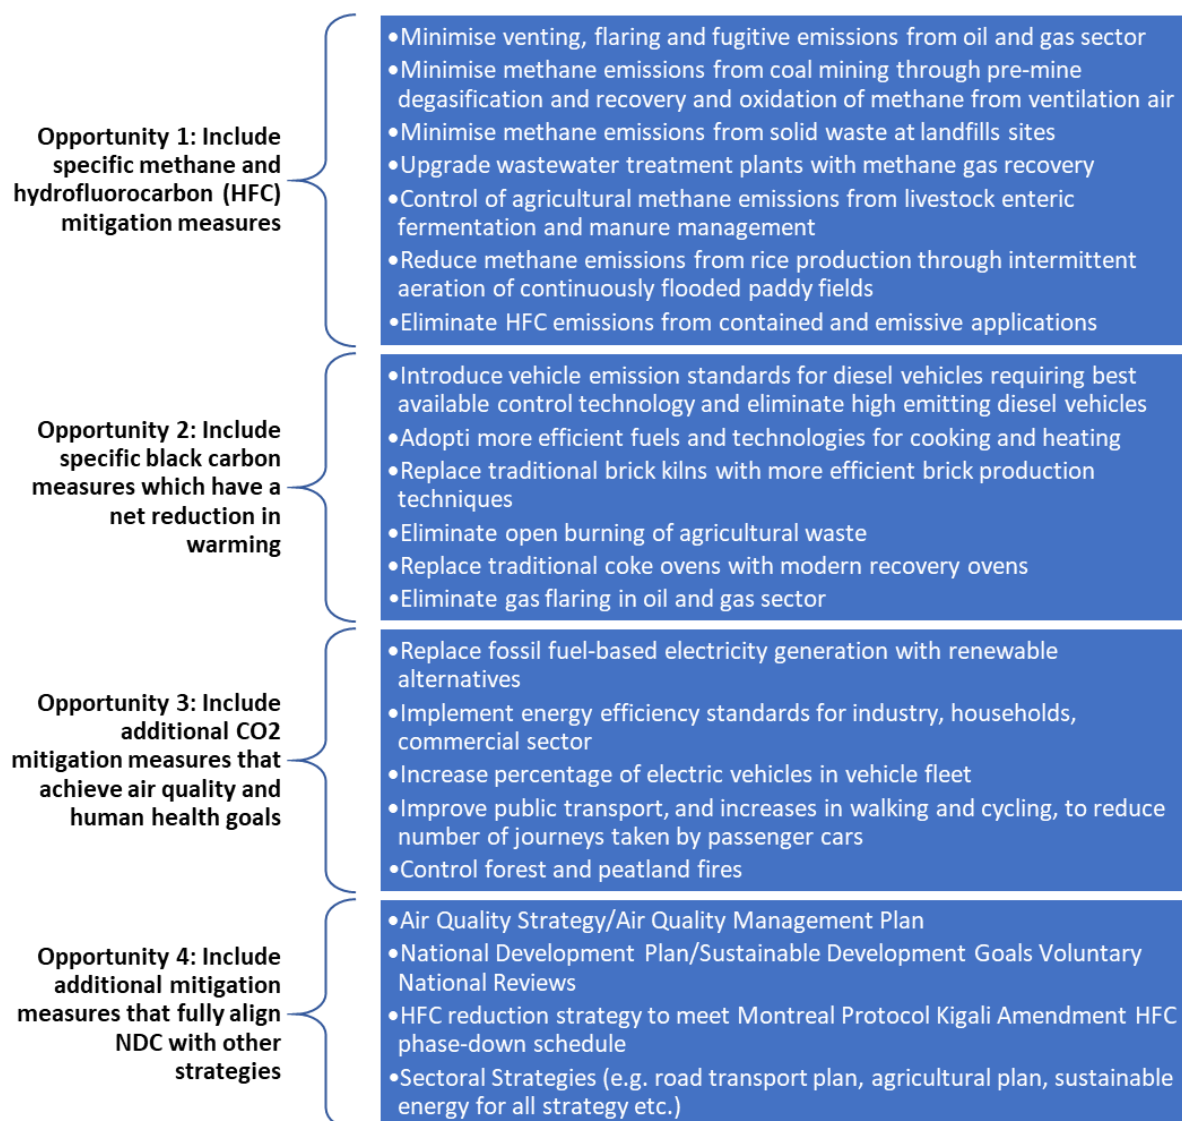 Opportunity 1: Include
specific methane and
hydrofluorocarbon (HFC)
mitigation measures
•Minimise venting, flaring and fugitive emissions from oil and gas sector
•Minimise methane emissions from coal mining through pre-mine
degasification and recovery and oxidation of methane from ventilation air
•Minimise methane emissions from solid waste at landfills sites
•Upgrade wastewater treatment plants with methane gas recovery
•Control of agricultural methane emissions from livestock enteric
fermentation and manure management
•Reduce methane emissions from rice production through intermittent
aeration of continuously flooded paddy fields
•Eliminate HFC emissions from contained and emissive applications
Opportunity 2: Include
specific black carbon
measures which have a
net reduction in
warming
•Introduce vehicle emission standards for diesel vehicles requiring best
available control technology and eliminate high emitting diesel vehicles
•Adopti more efficient fuels and technologies for cooking and heating
•Replace traditional brick kilns with more efficient brick production
techniques
•Eliminate open burning of agricultural waste
•Replace traditional coke ovens with modern recovery ovens
•Eliminate gas flaring in oil and gas sector
Opportunity 3: Include
additional CO2
mitigation measures that
achieve air quality and
human health goals
•Replace fossil fuel-based electricity generation with renewable
alternatives
•Implement energy efficiency standards for industry, households,
commercial sector
•Increase percentage of electric vehicles in vehicle fleet
•Improve public transport, and increases in walking and cycling, to reduce
number of journeys taken by passenger cars
•Control forest and peatland fires
Opportunity 4: Include
additional mitigation
measures that fully align
NDC with other
strategies
•Air Quality Strategy/Air Quality Management Plan
•National Development Plan/Sustainable Development Goals Voluntary
National Reviews
•HFC reduction strategy to meet Montreal Protocol Kigali Amendment HFC
phase-down schedule
•Sectoral Strategies (e.g. road transport plan, agricultural plan, sustainable
energy for all strategy etc.)